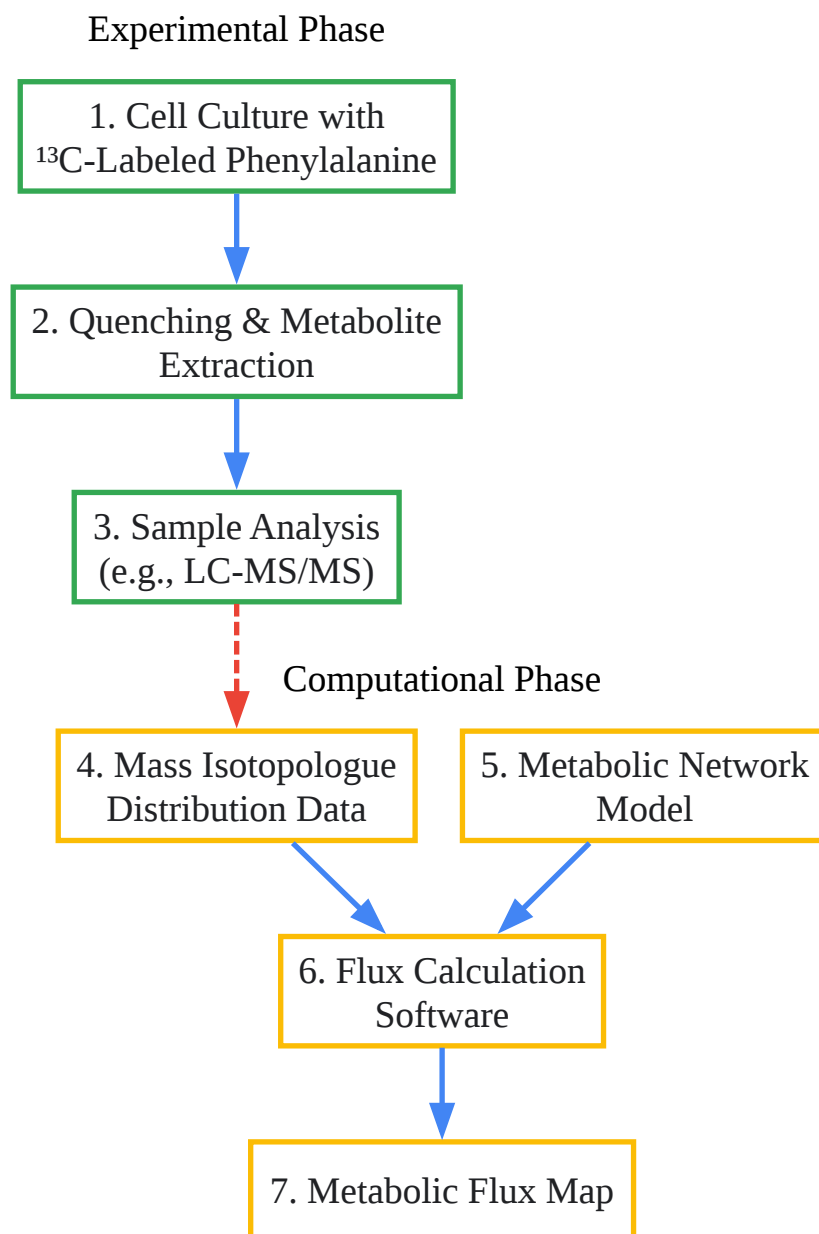 Experimental Phase
1. Cell Culture with
¹³C-Labeled Phenylalanine
2. Quenching & Metabolite
Extraction
3. Sample Analysis
(e.g., LC-MS/MS)
Computational Phase
4. Mass Isotopologue
Distribution Data
5. Metabolic Network
Model
6. Flux Calculation
Software
7. Metabolic Flux Map